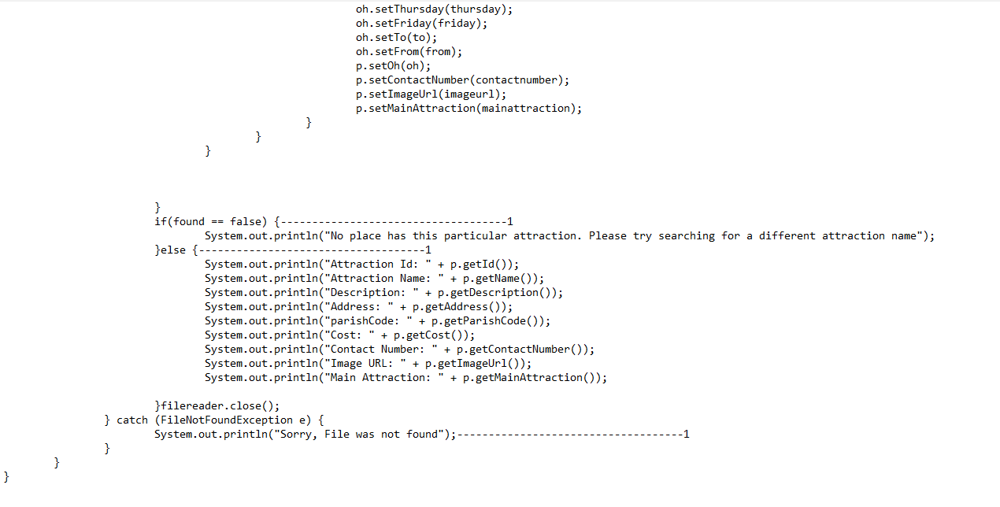 oh.setThursday(thursday);
oh.setFriday(friday);
oh.setTo(to);
oh.setFrom(from);
p.setOh(oh);
p.setContactNumber(contactnumber);
p.setImageUrl(imageurl);
p.setMainAttraction(mainattraction);
}
}
}
}
if(found == false) {------------------------------------1
System.out.println("No place has this particular attraction. Please try searching for a different attraction name");
}else {------------------------------------1
System.out.println("Attraction Id: " + p.getId());
System.out.println("Attraction Name: " + p.getName());
System.out.println("Description: " + p.getDescription());
System.out.println("Address: " + p.getAddress());
System.out.println("parishCode: " + p.getParishCode());
System.out.println("Cost: " + p.getCost());
System.out.println("Contact Number: " + p.getContactNumber());
System.out.println("Image URL: " + p.getImageUrl());
System.out.println("Main Attraction: " + p.getMainAttraction());
}filereader.close();
} catch (FileNotFoundException e) {
System.out.println("Sorry, File was not found");------------------------------------1
}
}
}